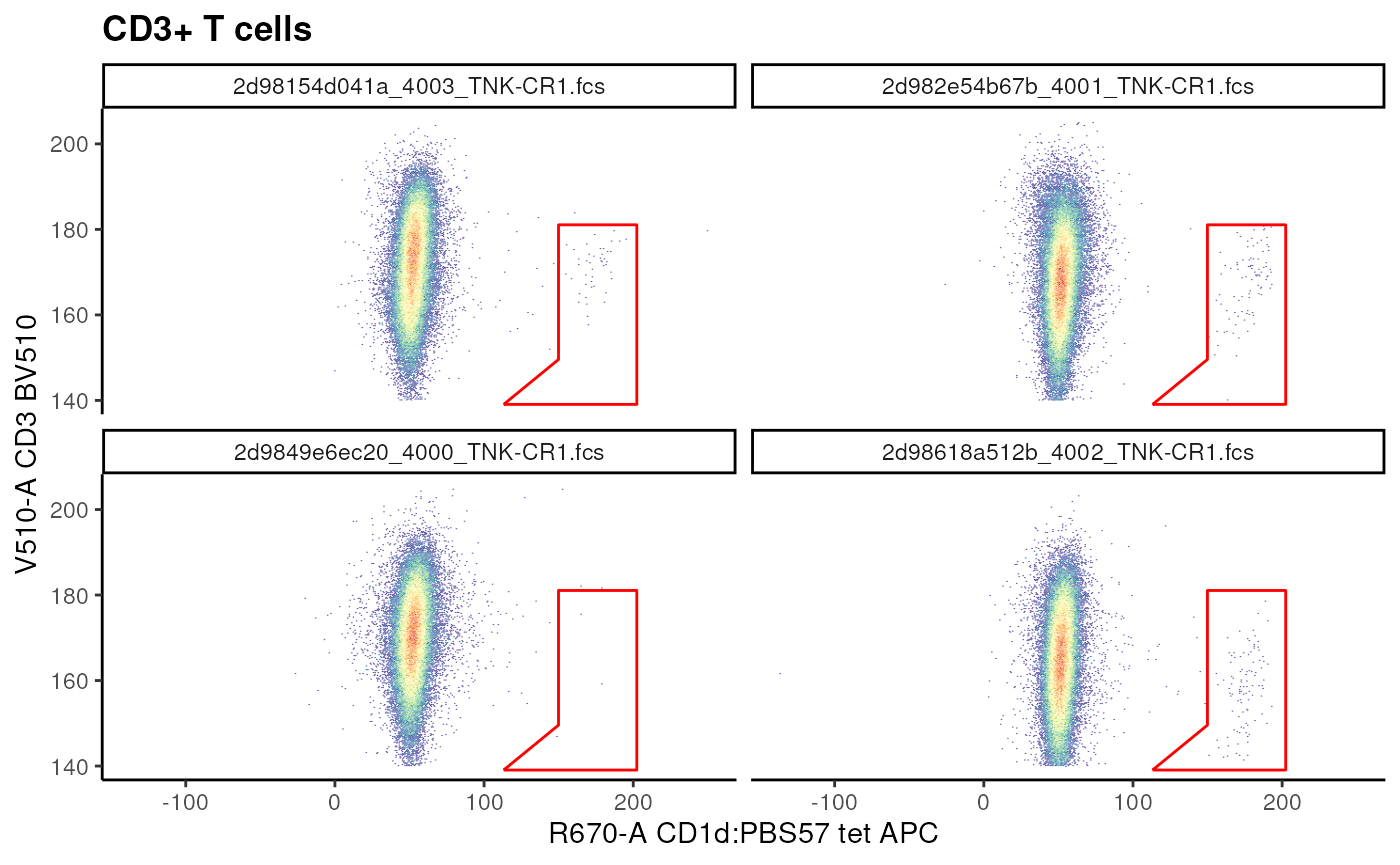 CD3+ T cells
2d98154d041a_4003_TNK-CR1.fcs
2d982e54b67b_4001_TNK-CR1.fcs
200
180
160
140
2d9849e6ec20_4000_TNK-CR1.fcs
2d98618a512b_4002_TNK-CR1.fcs
200
180
160
140
V510-A CD3 BV510
-100 0 100 200
-100 0 100 200
R670-A CD1d:PBS57 tet APC